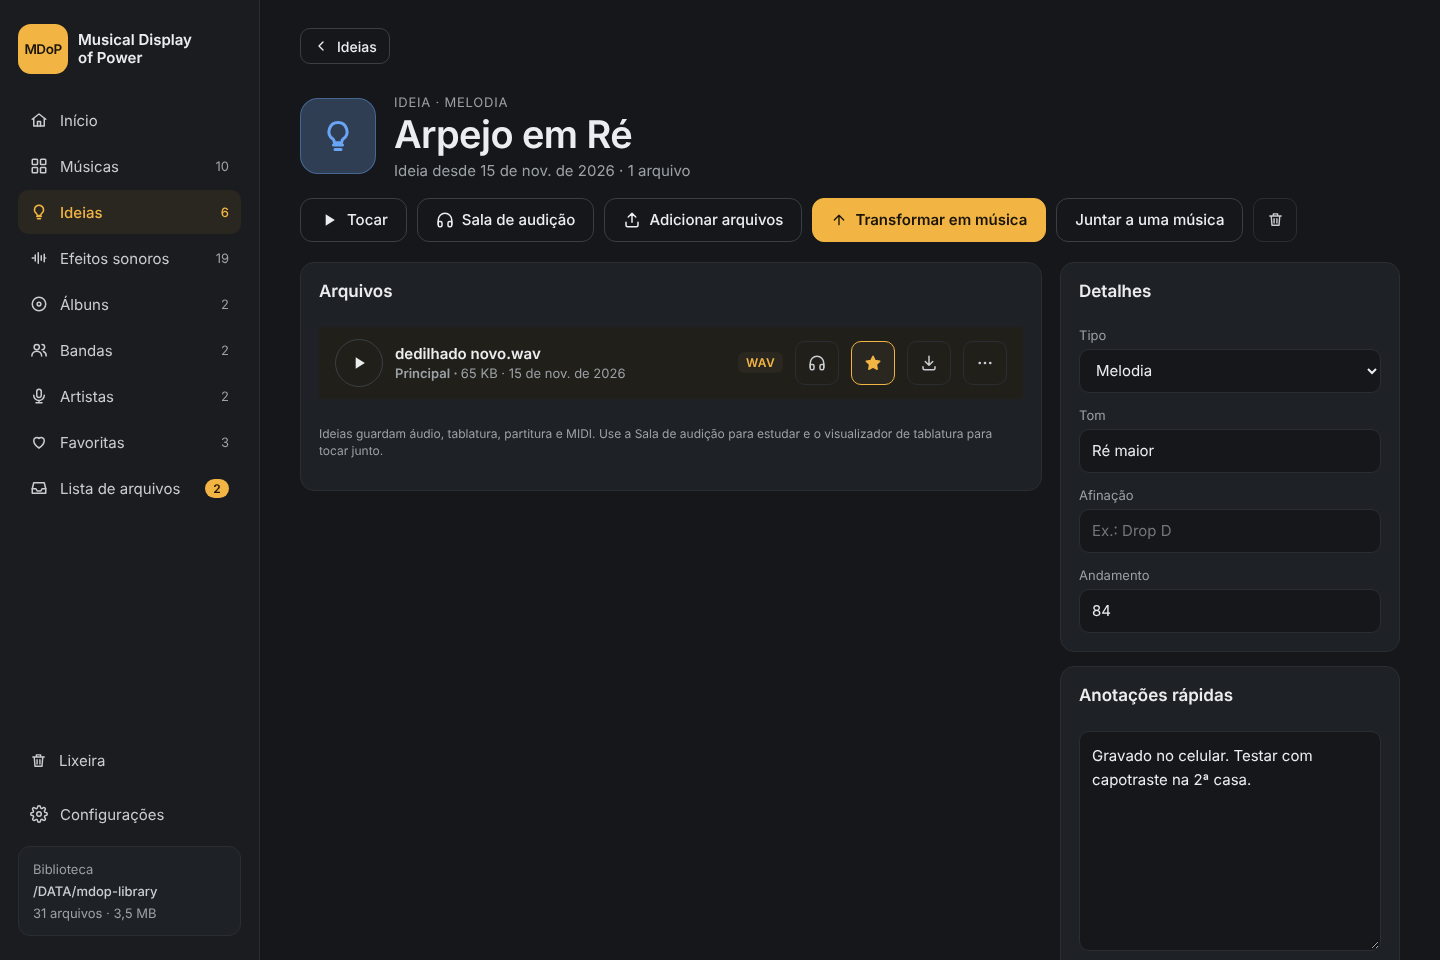 MDoP
Musical Display
of Power
Início
Músicas 10
Ideias 6
Efeitos sonoros 19
Álbuns 2
Bandas 2
Artistas 2
Favoritas 3
Lista de arquivos 2
Lixeira
Configurações
Biblioteca
/DATA/mdop-library
31 arquivos · 3,5 MB
Ideias
IDEIA · MELODIA
Arpejo em Ré
Ideia desde 15 de nov. de 2026 · 1 arquivo
Tocar
Sala de audição
Adicionar arquivos
Transformar em música
Juntar a uma música
Arquivos
dedilhado novo.wav
Principal · 65 KB · 15 de nov. de 2026
WAV
Ideias guardam áudio, tablatura, partitura e MIDI. Use a Sala de audição para estudar e o visualizador de tablatura para
tocar junto.
Detalhes
Tipo
Melodia
Tom
Ré maior
Afinação
Ex.: Drop D
Andamento
84
Anotações rápidas
Gravado no celular. Testar com
capotraste na 2ª casa.